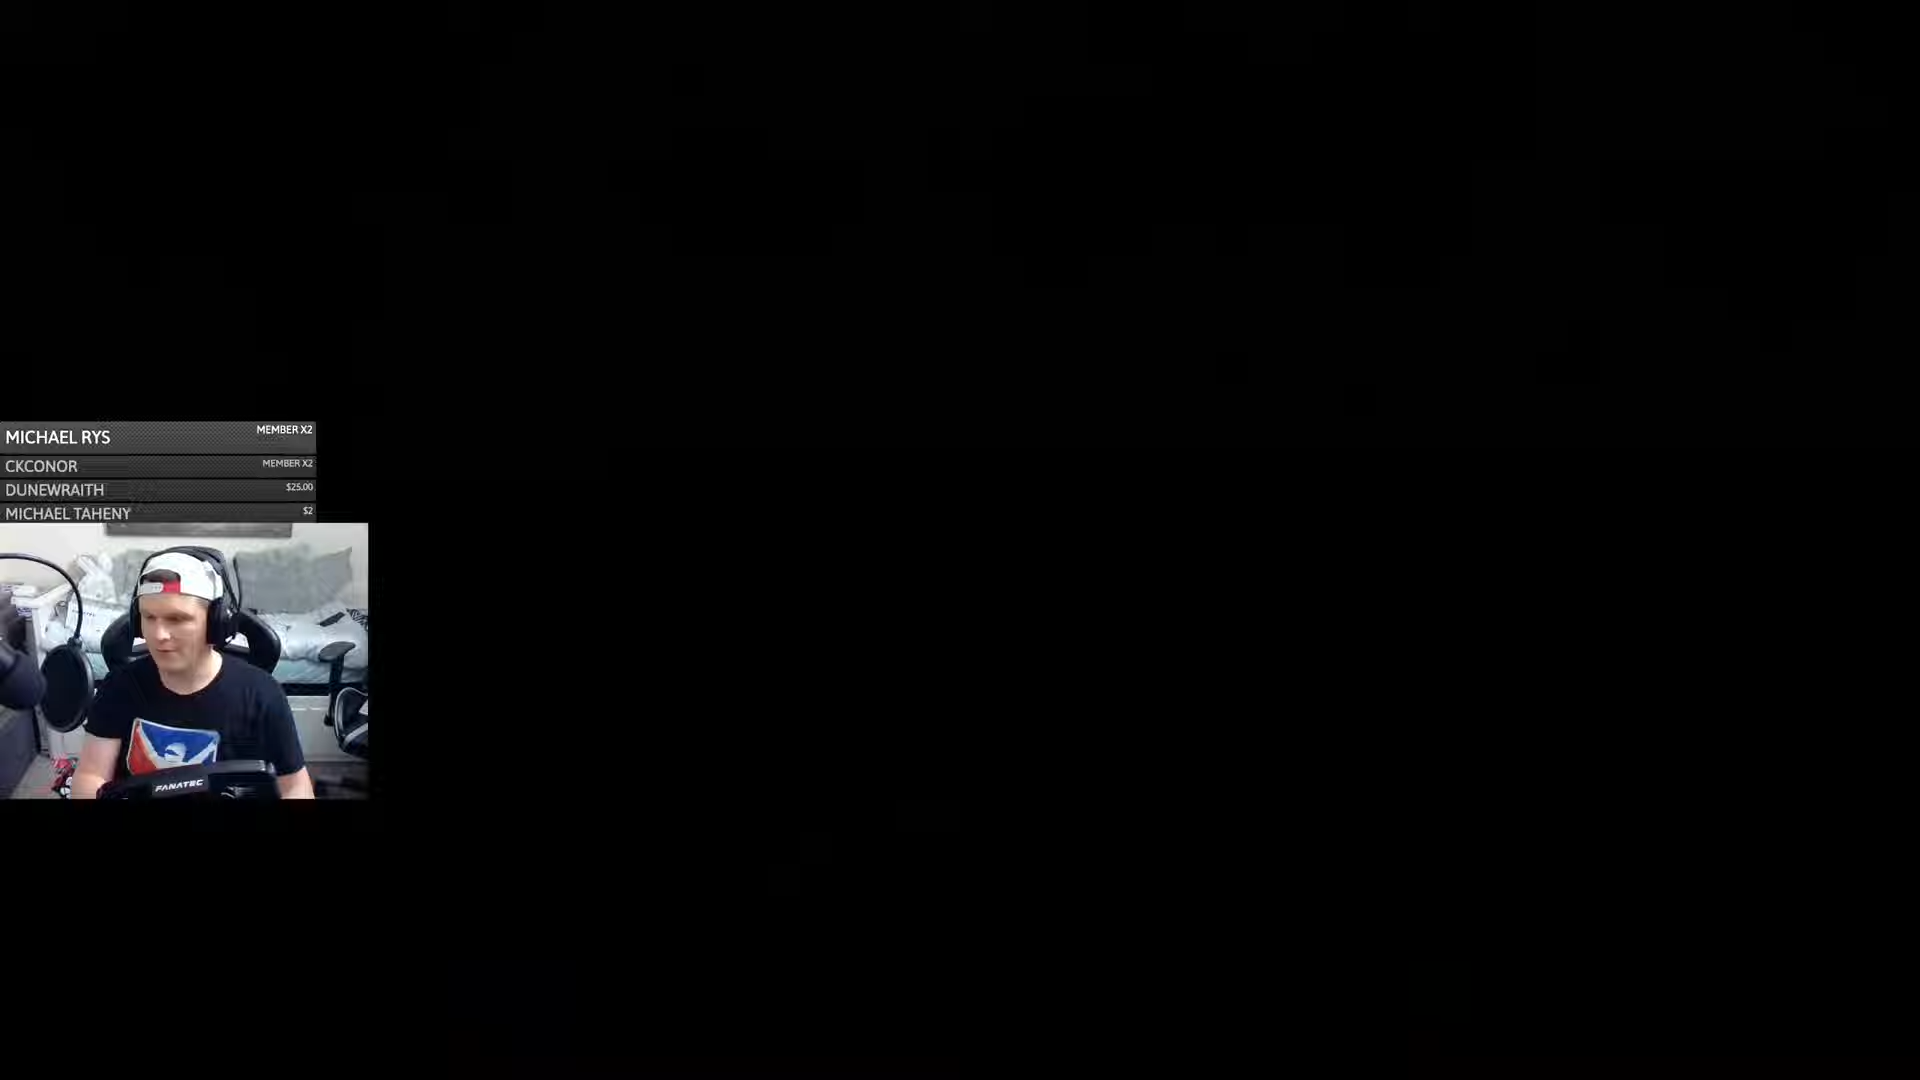 MICHAEL RYS MEMBER X2
CKCONOR MEMBER X2
DUNEWRAITH $25.00
MICHAEL TAHENY $2
FANATEC